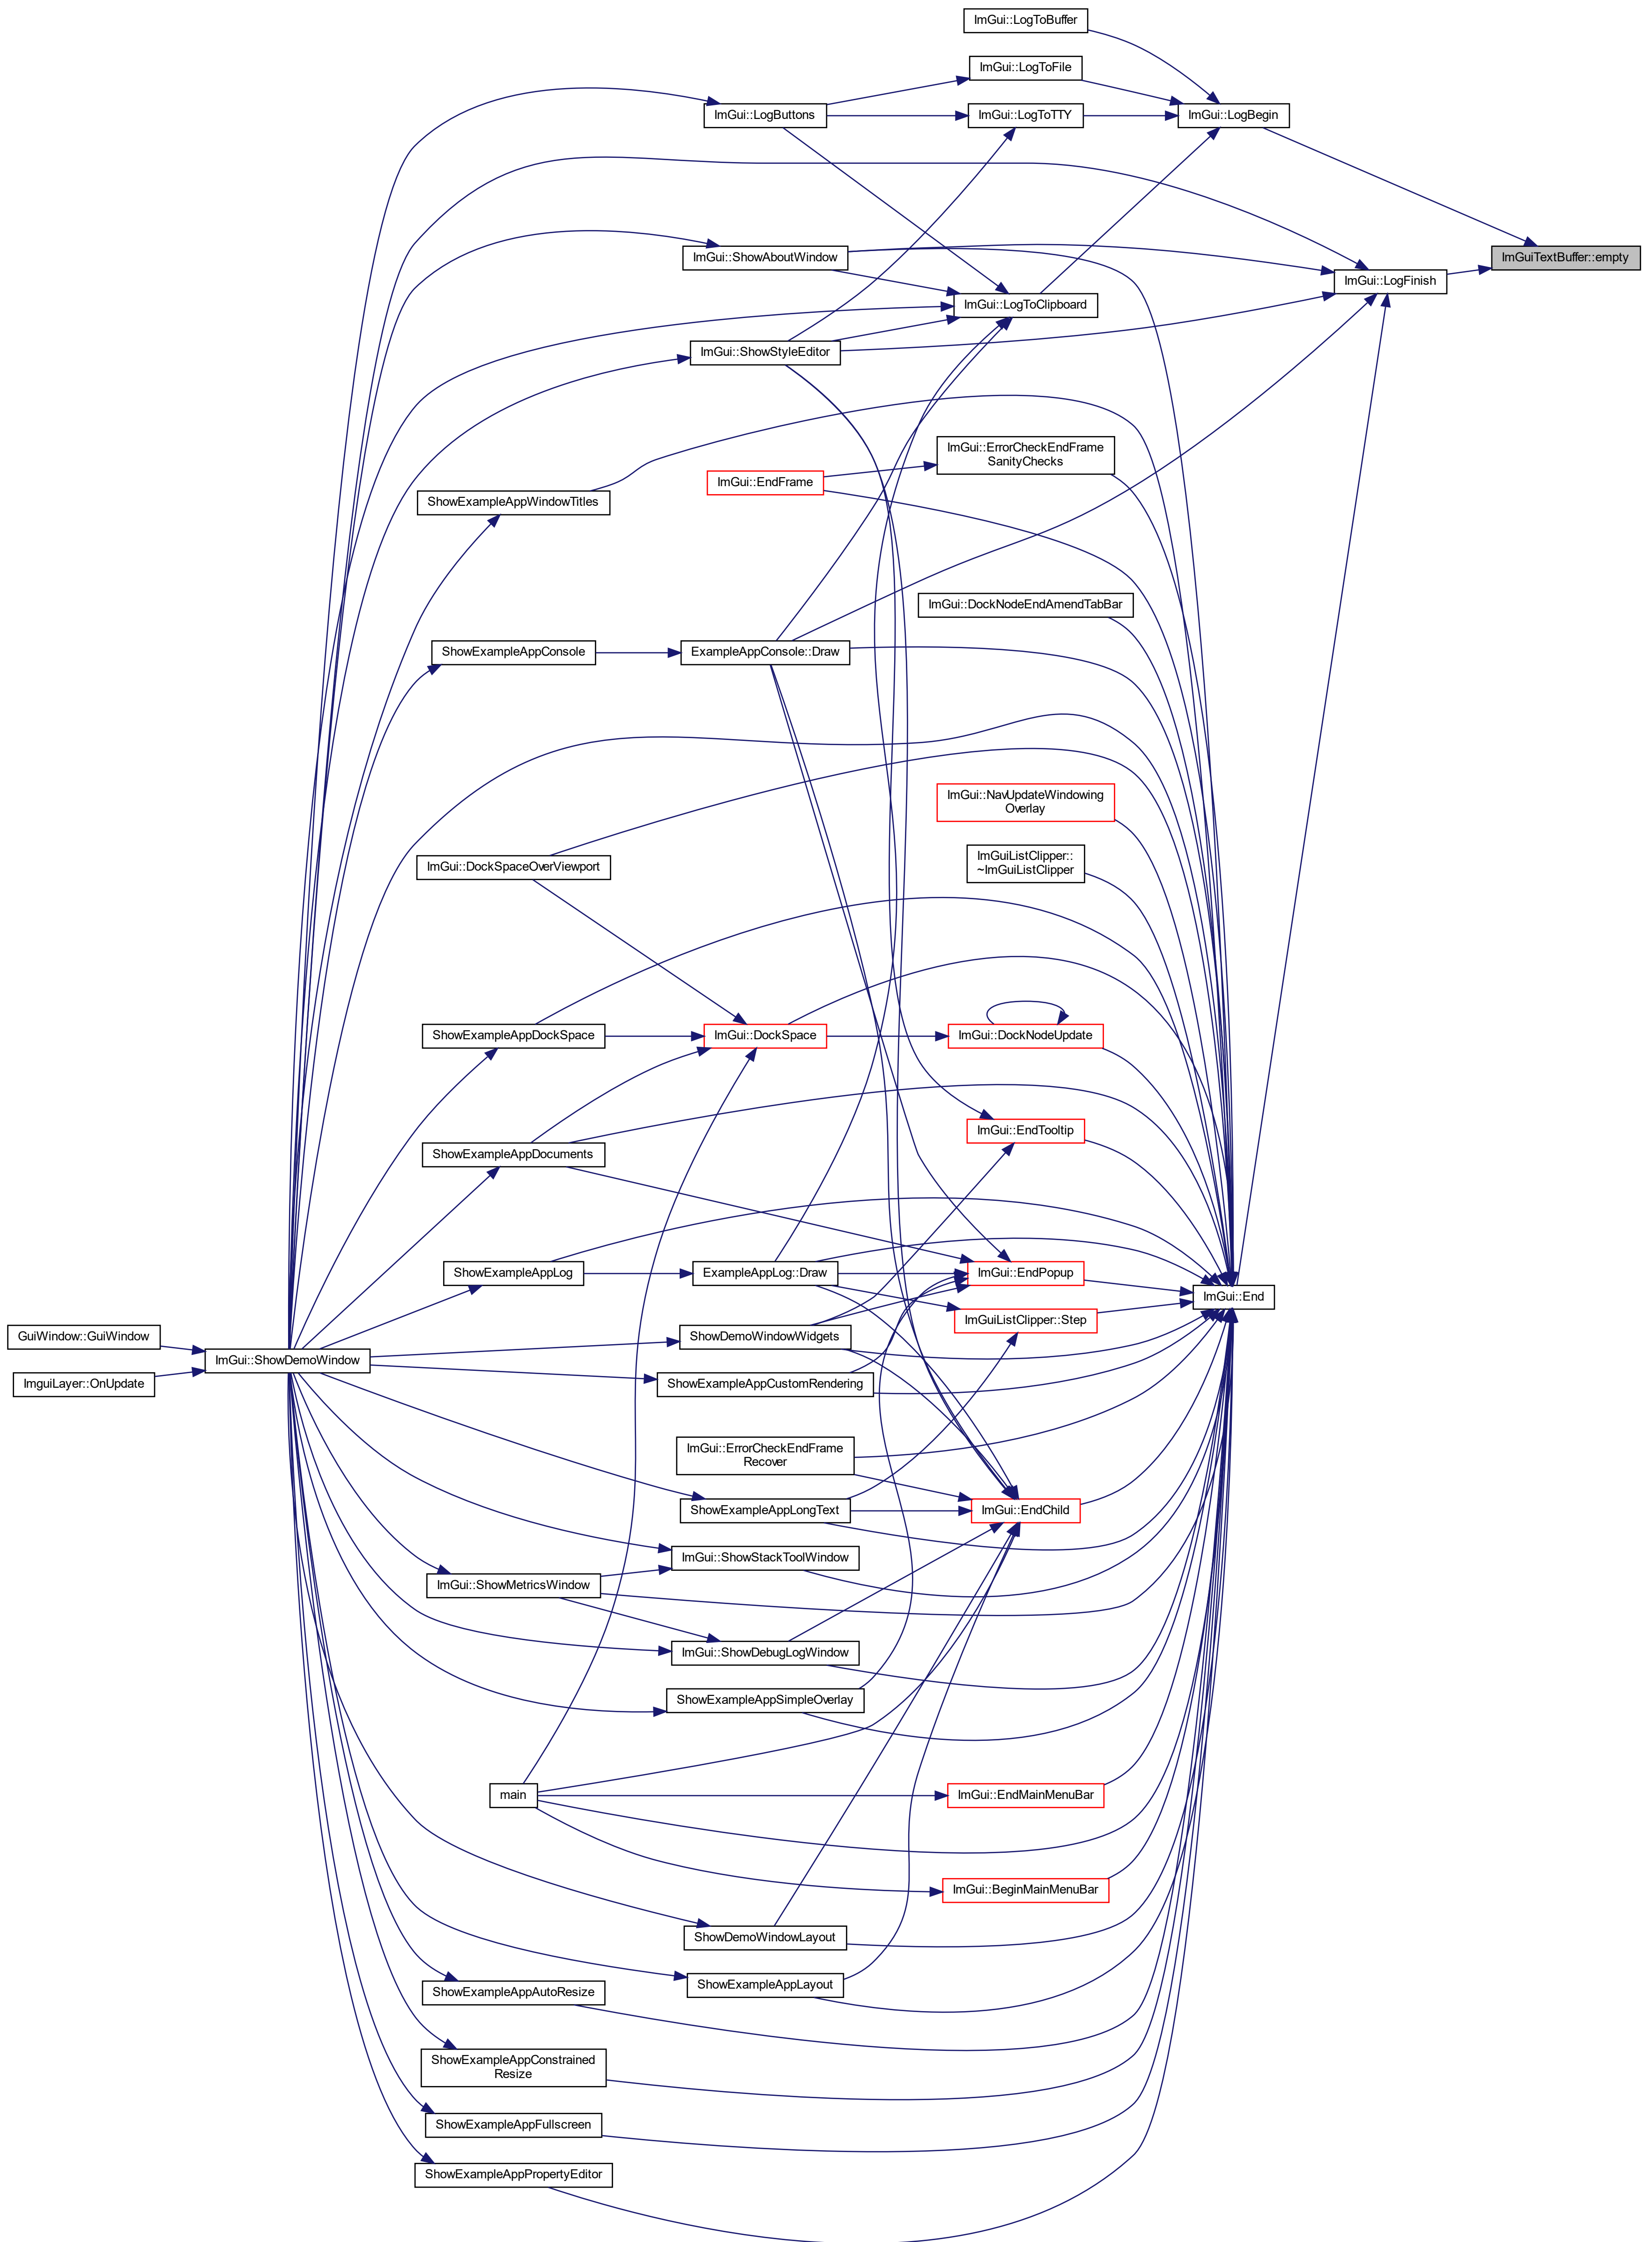 ImGui::LogToBuffer
ImGui::LogToFile
ImGui::LogButtons
ImGui::LogToTTY
ImGui::LogBegin
ImGui::ShowAboutWindow
ImGuiTextBuffer::empty
ImGui::LogFinish
ImGui::LogToClipboard
ImGui::ShowStyleEditor
ImGui::ErrorCheckEndFrame
SanityChecks
ImGui::EndFrame
ShowExampleAppWindowTitles
ImGui::DockNodeEndAmendTabBar
ShowExampleAppConsole
ExampleAppConsole::Draw
ImGui::NavUpdateWindowing
Overlay
ImGui::DockSpaceOverViewport
ImGuiListClipper::
~ImGuiListClipper
ShowExampleAppDockSpace
ImGui::DockSpace
ImGui::DockNodeUpdate
ImGui::EndTooltip
ShowExampleAppDocuments
ShowExampleAppLog
ExampleAppLog::Draw
ImGui::EndPopup
ImGui::End
ImGuiListClipper::Step
GuiWindow::GuiWindow
ShowDemoWindowWidgets
ImGui::ShowDemoWindow
ImguiLayer::OnUpdate
ShowExampleAppCustomRendering
ImGui::ErrorCheckEndFrame
Recover
ShowExampleAppLongText
ImGui::EndChild
ImGui::ShowStackToolWindow
ImGui::ShowMetricsWindow
ImGui::ShowDebugLogWindow
ShowExampleAppSimpleOverlay
main
ImGui::EndMainMenuBar
ImGui::BeginMainMenuBar
ShowDemoWindowLayout
ShowExampleAppLayout
ShowExampleAppAutoResize
ShowExampleAppConstrained
Resize
ShowExampleAppFullscreen
ShowExampleAppPropertyEditor